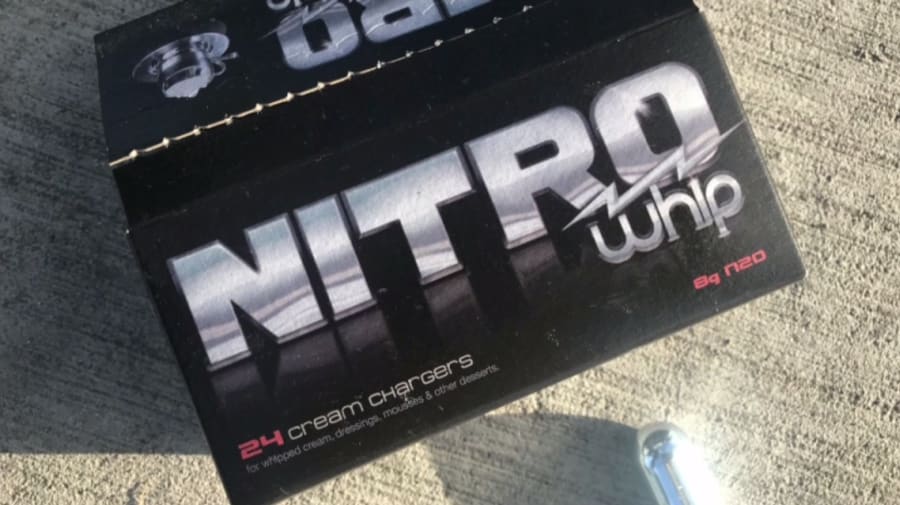 NITRO
whip
8g N2O
24 cream chargers
for whipped cream, dressings, mousses & other desserts.